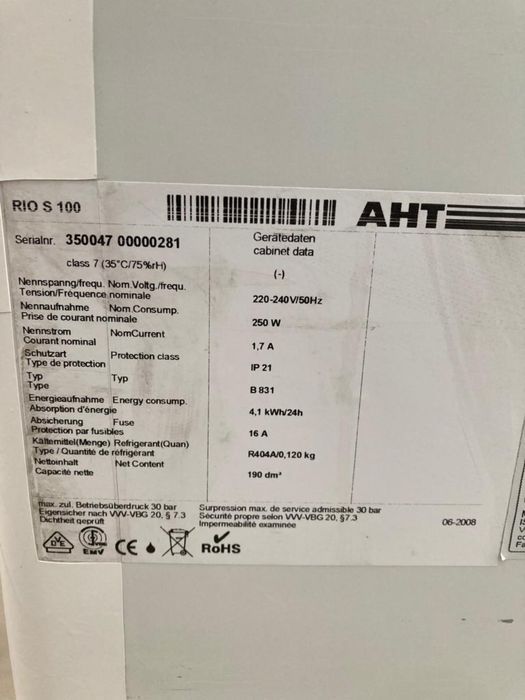 RIO S 100
AHT
Serialnr. 350047 00000281
Gerätedaten
cabinet data
class 7 (35°C/75%rH)
(-)
Nennspanng/frequ. Nom.Voltg./frequ.
Tension/Fréquence nominale
220-240V/50Hz
Nennaufnahme Nom Consump.
Prise de courant nominale
250 W
Nennstrom NomCurrent
Courant nominal
1,7 A
Schutzart Protection class
Type de protection
IP 21
Typ Typ
Type
B 831
Energieaufnahme Energy consump.
Absorption d'énergie
4,1 kWh/24h
Absicherung Fuse
Protection par fusibles
16 A
Kältemittel(Menge) Refrigerant(Quan)
Type / Quantité de réfrigérant
R404A/0,120 kg
Nettoinhalt Net Content
Capacité nette
190 dm³
max. zul. Betriebsüberdruck 30 bar
Eigensicher nach VVV-VBG 20, § 7.3
Dichtheit geprüft
Surpression max. de service admissible 30 bar
Sécurité propre selon VVV-VBG 20, §7.3
Impermeabilité examinée
06-2008
VDE
EMV
CE
RoHS